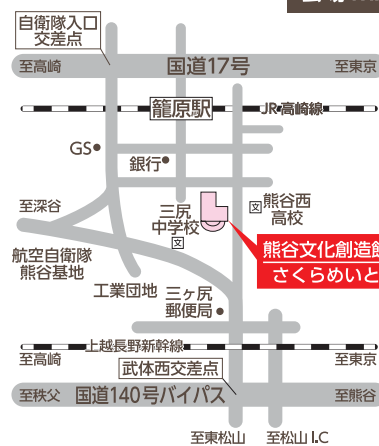 自衛隊入口
交差点
至高崎
国道17号
至東京
籠原駅
JR高崎線
GS
銀行
至深谷
三尻
中学校
文
文
熊谷西
高校
航空自衛隊
熊谷基地
熊谷文化創造館
さくらめいと
工業団地
三ヶ尻
郵便局
上越長野新幹線
至高崎
至東京
武体西交差点
至秩父
国道140号バイパス
至熊谷
至東松山
至松山I.C